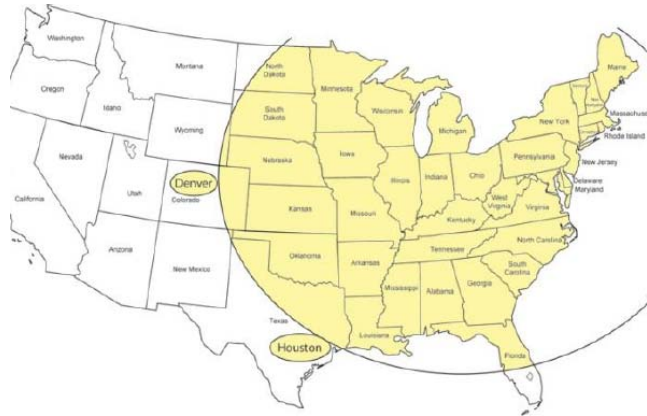 Washington
Montana
North
Dakota
Minnesota
Maine
Oregon
Idaho
Wyoming
South
Dakota
Wisconsin
Michigan
New York
Massachuse
Rhode Island
Nevada
Utah
Denver
Colorado
Nebraska
Iowa
Illinois
Indiana
Ohio
Pennsylvania
New Jersey
Delaware
Maryland
California
Kansas
Missouri
Kentucky
West
Virginia
Virginia
Arizona
New Mexico
Oklahoma
Arkansas
Tennessee
North Carolina
South
Carolina
Mississippi
Alabama
Georgia
Texas
Houston
Louisiana
Florida